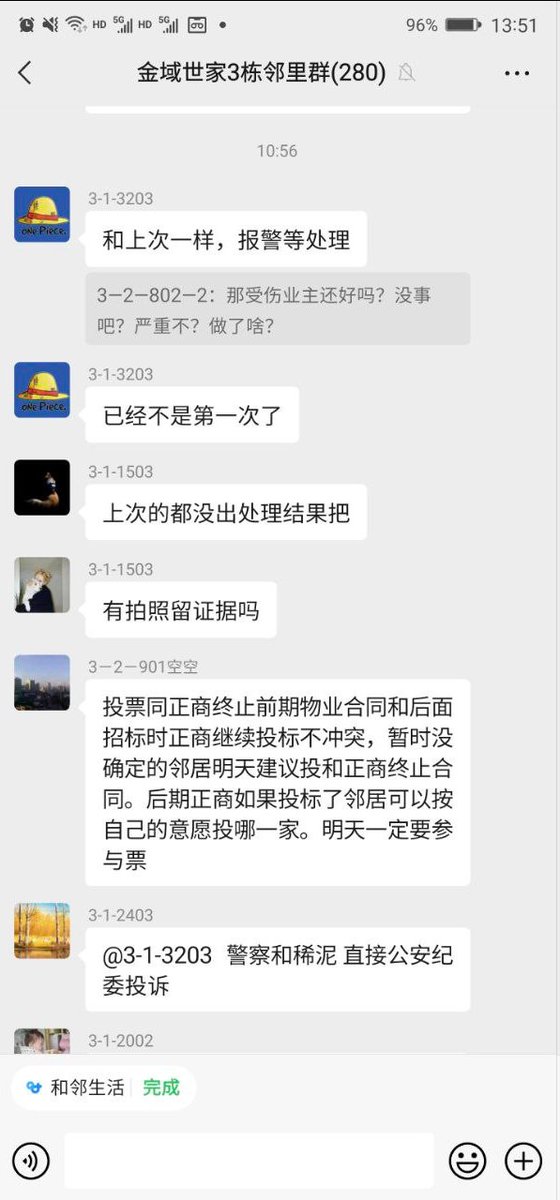 HD 5G HD 5G 96% 13:51
金域世家3栋邻里群(280)
10:56
3-1-3203
ONE PIECE.
和上次一样，报警等处理
3—2—802—2：那受伤业主还好吗？没事
吧？严重不？做了啥？
3-1-3203
ONE PIECE.
已经不是第一次了
3-1-1503
上次的都没出处理结果把
3-1-1503
有拍照留证据吗
3—2—901空空
投票同正商终止前期物业合同和后面
招标时正商继续投标不冲突，暂时没
确定的邻居明天建议投和正商终止合
同。后期正商如果投标了邻居可以按
自己的意愿投哪一家。明天一定要参
与票
3-1-2403
@3-1-3203 警察和稀泥 直接公安纪
委投诉
3-1-2002
和邻生活 完成